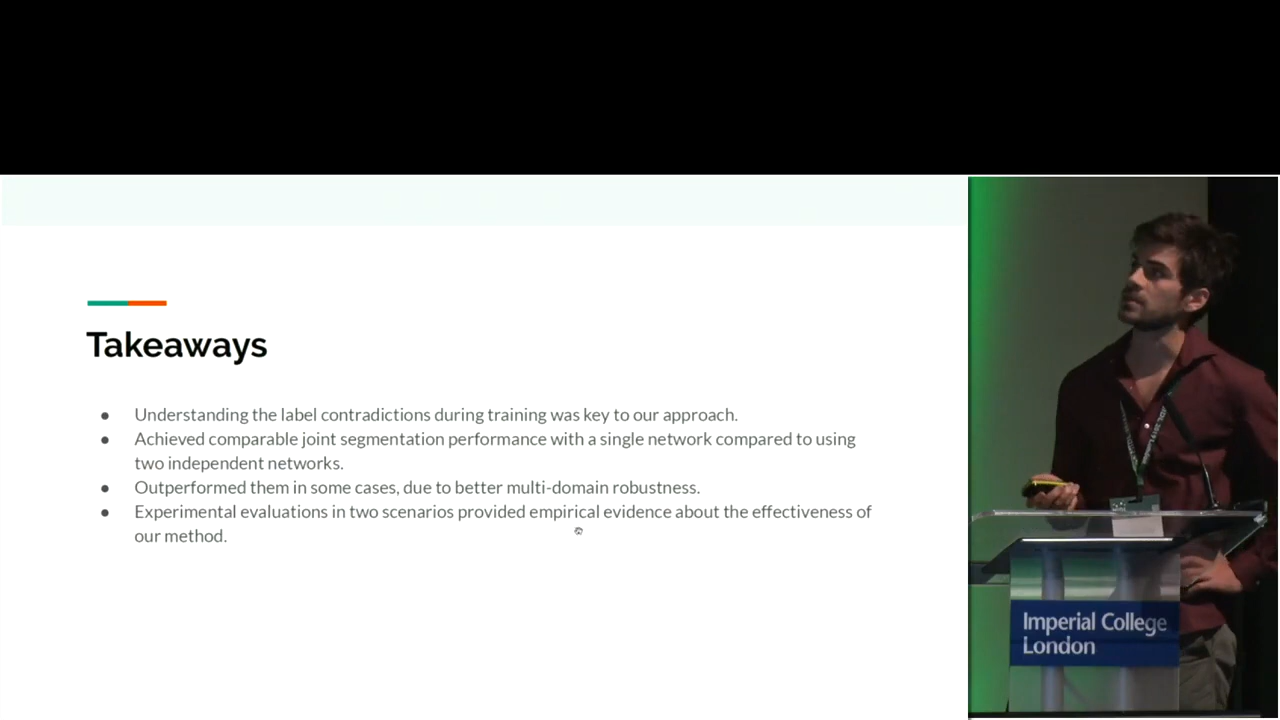 Takeaways
● Understanding the label contradictions during training was key to our approach.
● Achieved comparable joint segmentation performance with a single network compared to using
two independent networks.
● Outperformed them in some cases, due to better multi-domain robustness.
● Experimental evaluations in two scenarios provided empirical evidence about the effectiveness of
our method.
Imperial College
London